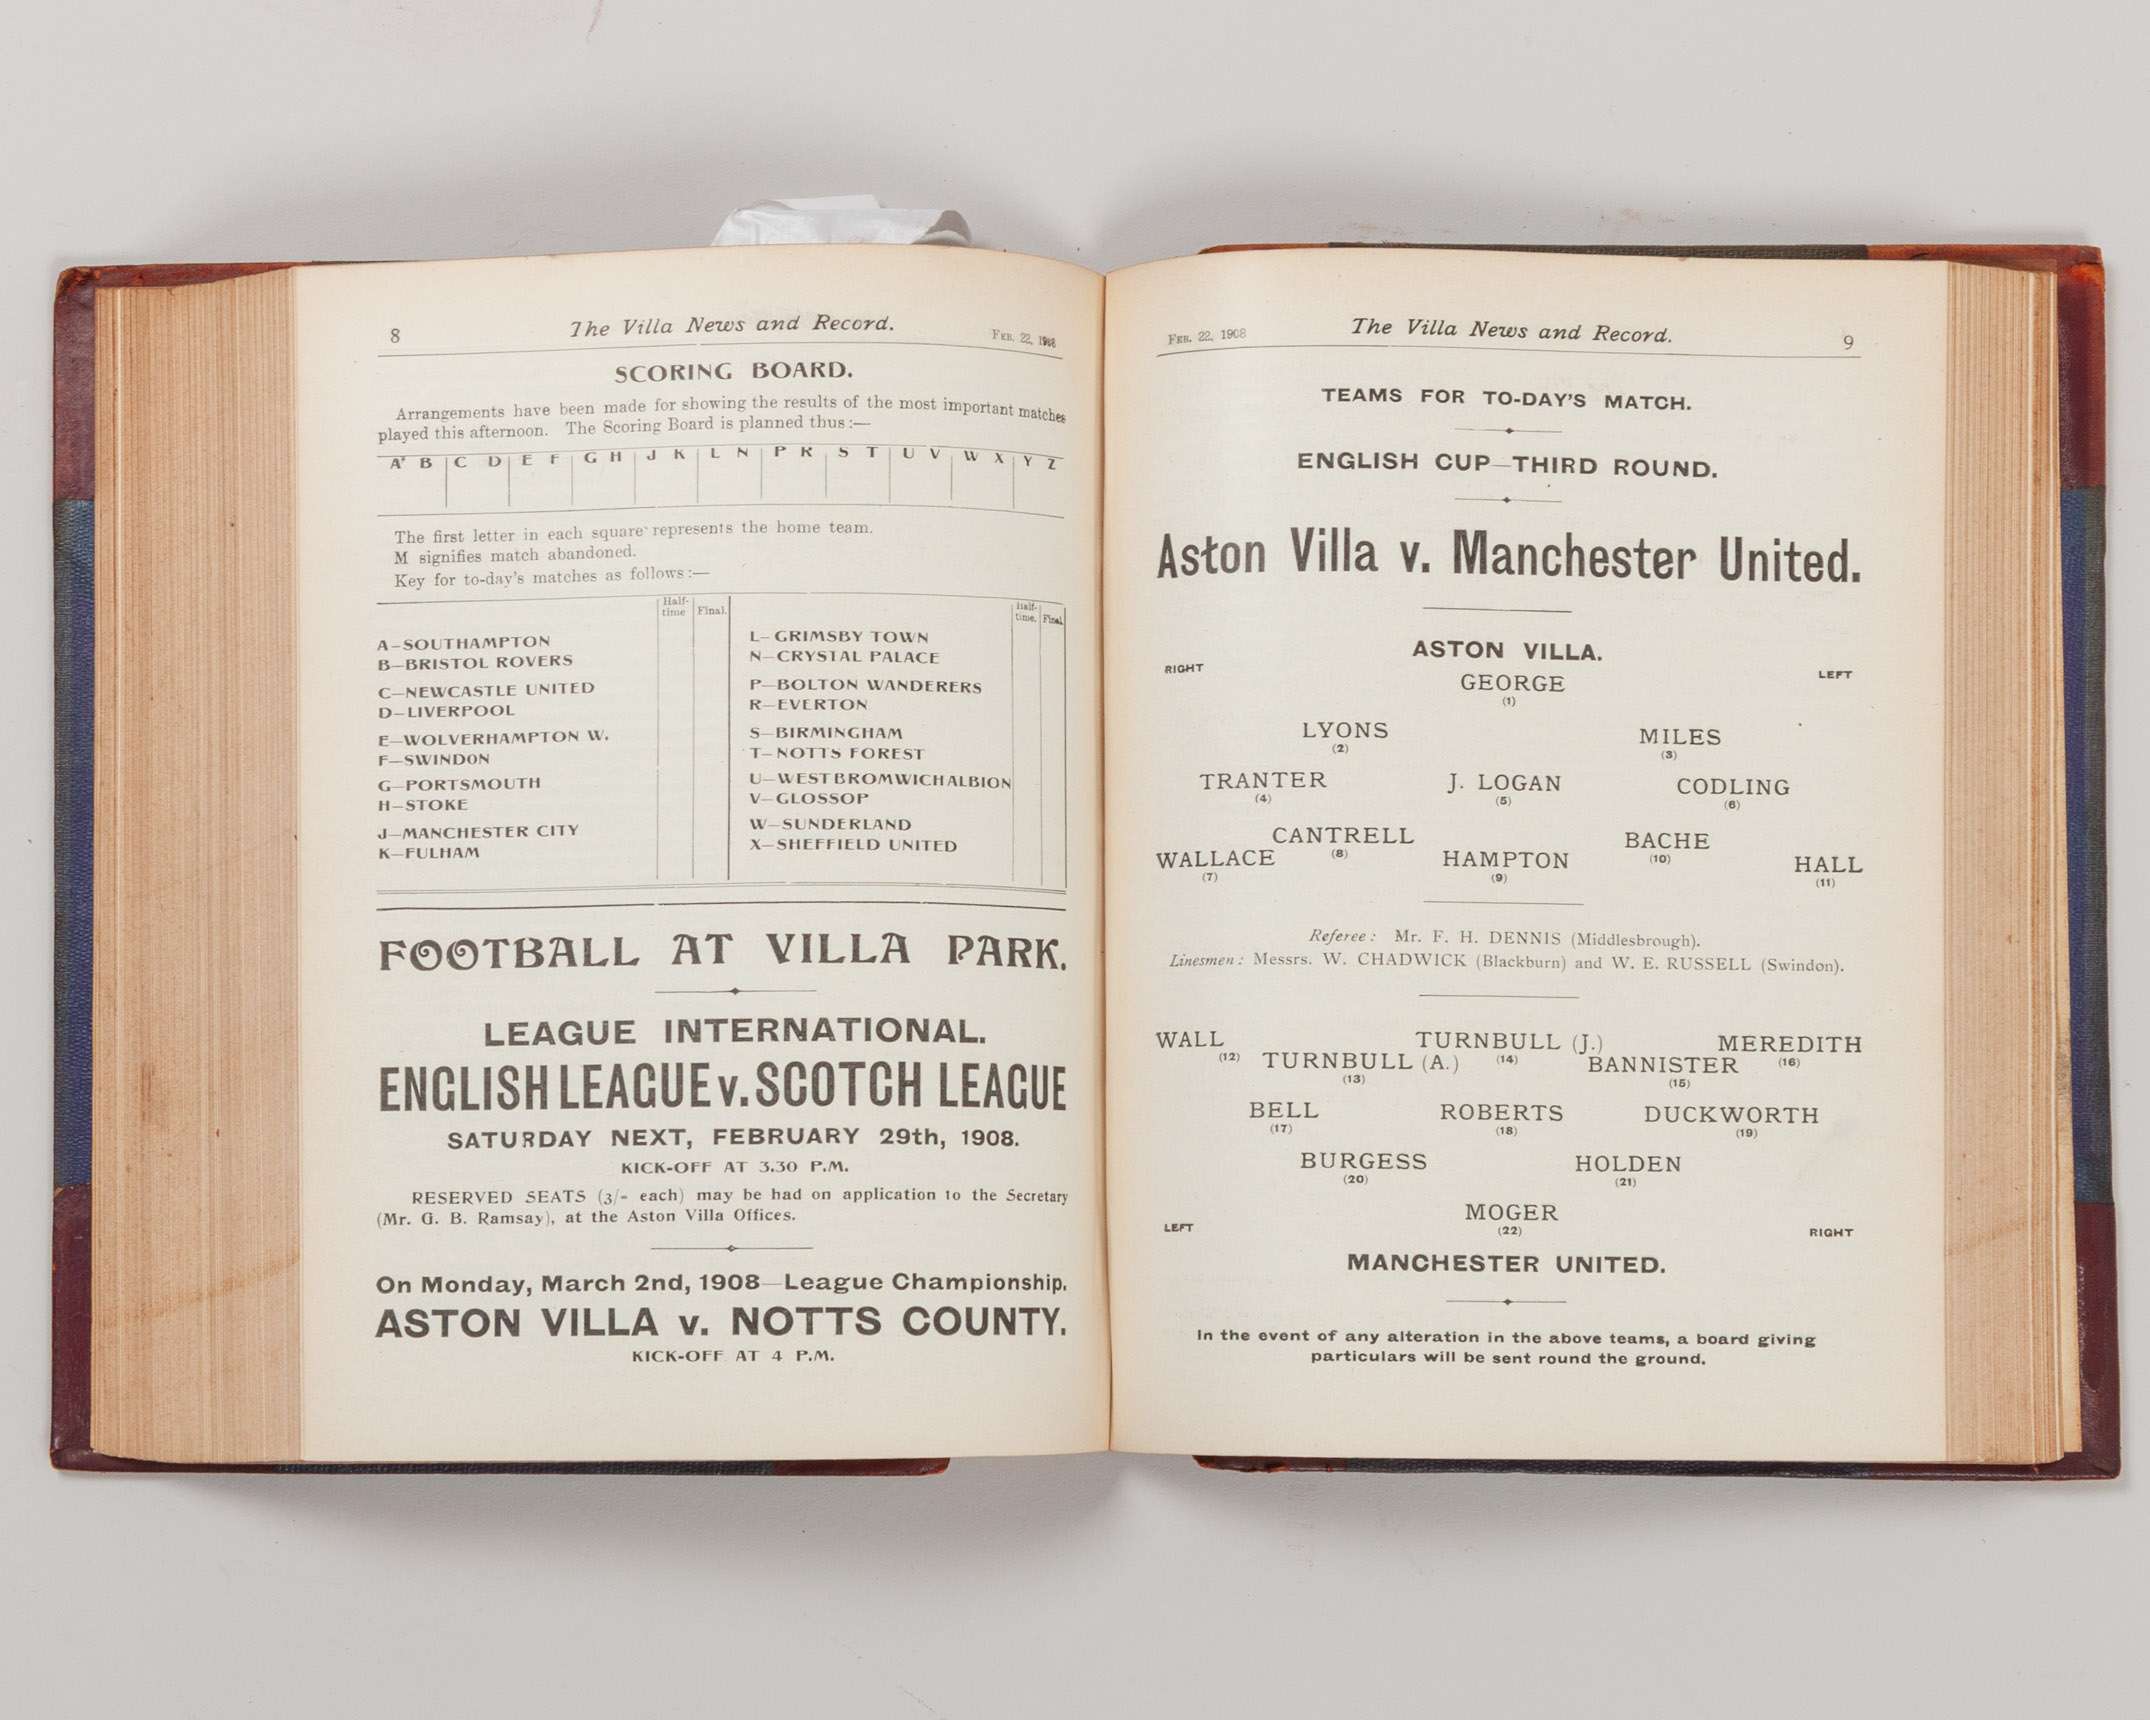 8 The Villa News and Record. FEB. 22, 1908
SCORING BOARD.
Arrangements have been made for showing the results of the most important matches
played this afternoon. The Scoring Board is planned thus:—
A B C D E F G H J K L N P R S T U V W X Y Z
The first letter in each square represents the home team.
M signifies match abandoned.
Key for to-day's matches as follows:—
Half-
time Final.
A—SOUTHAMPTON
B—BRISTOL ROVERS
C—NEWCASTLE UNITED
D—LIVERPOOL
E—WOLVERHAMPTON W.
F—SWINDON
G—PORTSMOUTH
H—STOKE
J—MANCHESTER CITY
K—FULHAM
Half-
time. Final
L—GRIMSBY TOWN
N—CRYSTAL PALACE
P—BOLTON WANDERERS
R—EVERTON
S—BIRMINGHAM
T—NOTTS FOREST
U—WEST BROMWICH ALBION
V—GLOSSOP
W—SUNDERLAND
X—SHEFFIELD UNITED
FOOTBALL AT VILLA PARK.
LEAGUE INTERNATIONAL.
ENGLISH LEAGUE v. SCOTCH LEAGUE
SATURDAY NEXT, FEBRUARY 29th, 1908.
KICK-OFF AT 3.30 P.M.
RESERVED SEATS (3/- each) may be had on application to the Secretary
(Mr. G. B. Ramsay), at the Aston Villa Offices.
On Monday, March 2nd, 1908—League Championship.
ASTON VILLA v. NOTTS COUNTY.
KICK-OFF AT 4 P.M.
FEB. 22, 1908 The Villa News and Record. 9
TEAMS FOR TO-DAY'S MATCH.
ENGLISH CUP—THIRD ROUND.
Aston Villa v. Manchester United.
ASTON VILLA.
RIGHT LEFT
GEORGE
(1)
LYONS MILES
(2) (3)
TRANTER J. LOGAN CODLING
(4) (5) (6)
CANTRELL BACHE
(8) (10)
WALLACE HAMPTON HALL
(7) (9) (11)
Referee: Mr. F. H. DENNIS (Middlesbrough).
Linesmen: Messrs. W. CHADWICK (Blackburn) and W. E. RUSSELL (Swindon).
WALL TURNBULL (J.) MEREDITH
(12) (14) (16)
TURNBULL (A.) BANNISTER
(13) (15)
BELL ROBERTS DUCKWORTH
(17) (18) (19)
BURGESS HOLDEN
(20) (21)
MOGER
(22)
LEFT RIGHT
MANCHESTER UNITED.
In the event of any alteration in the above teams, a board giving
particulars will be sent round the ground.